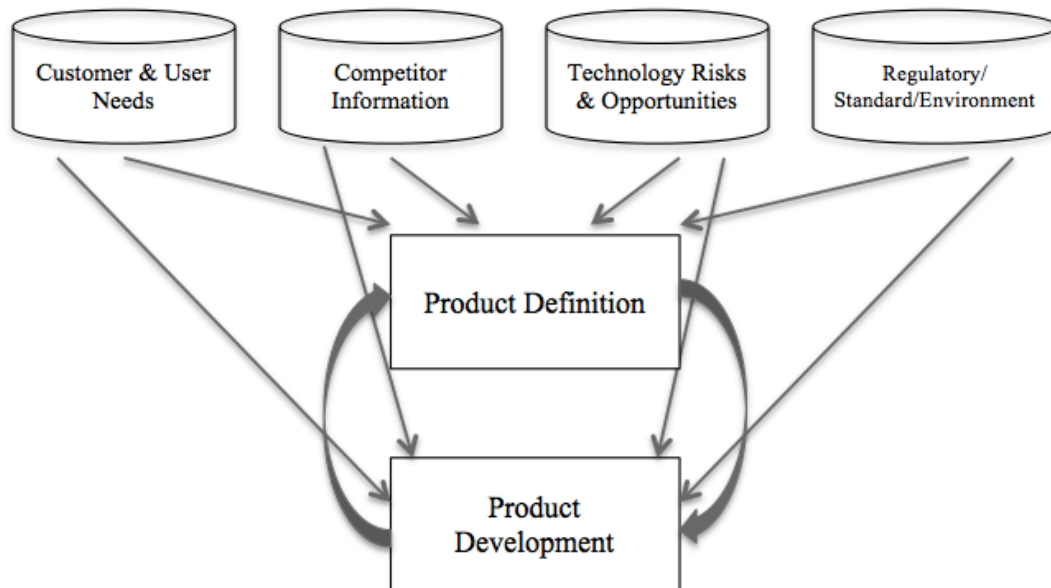 Customer & User
Needs
Competitor
Information
Technology Risks
& Opportunities
Regulatory/
Standard/Environment
Product Definition
Product
Development